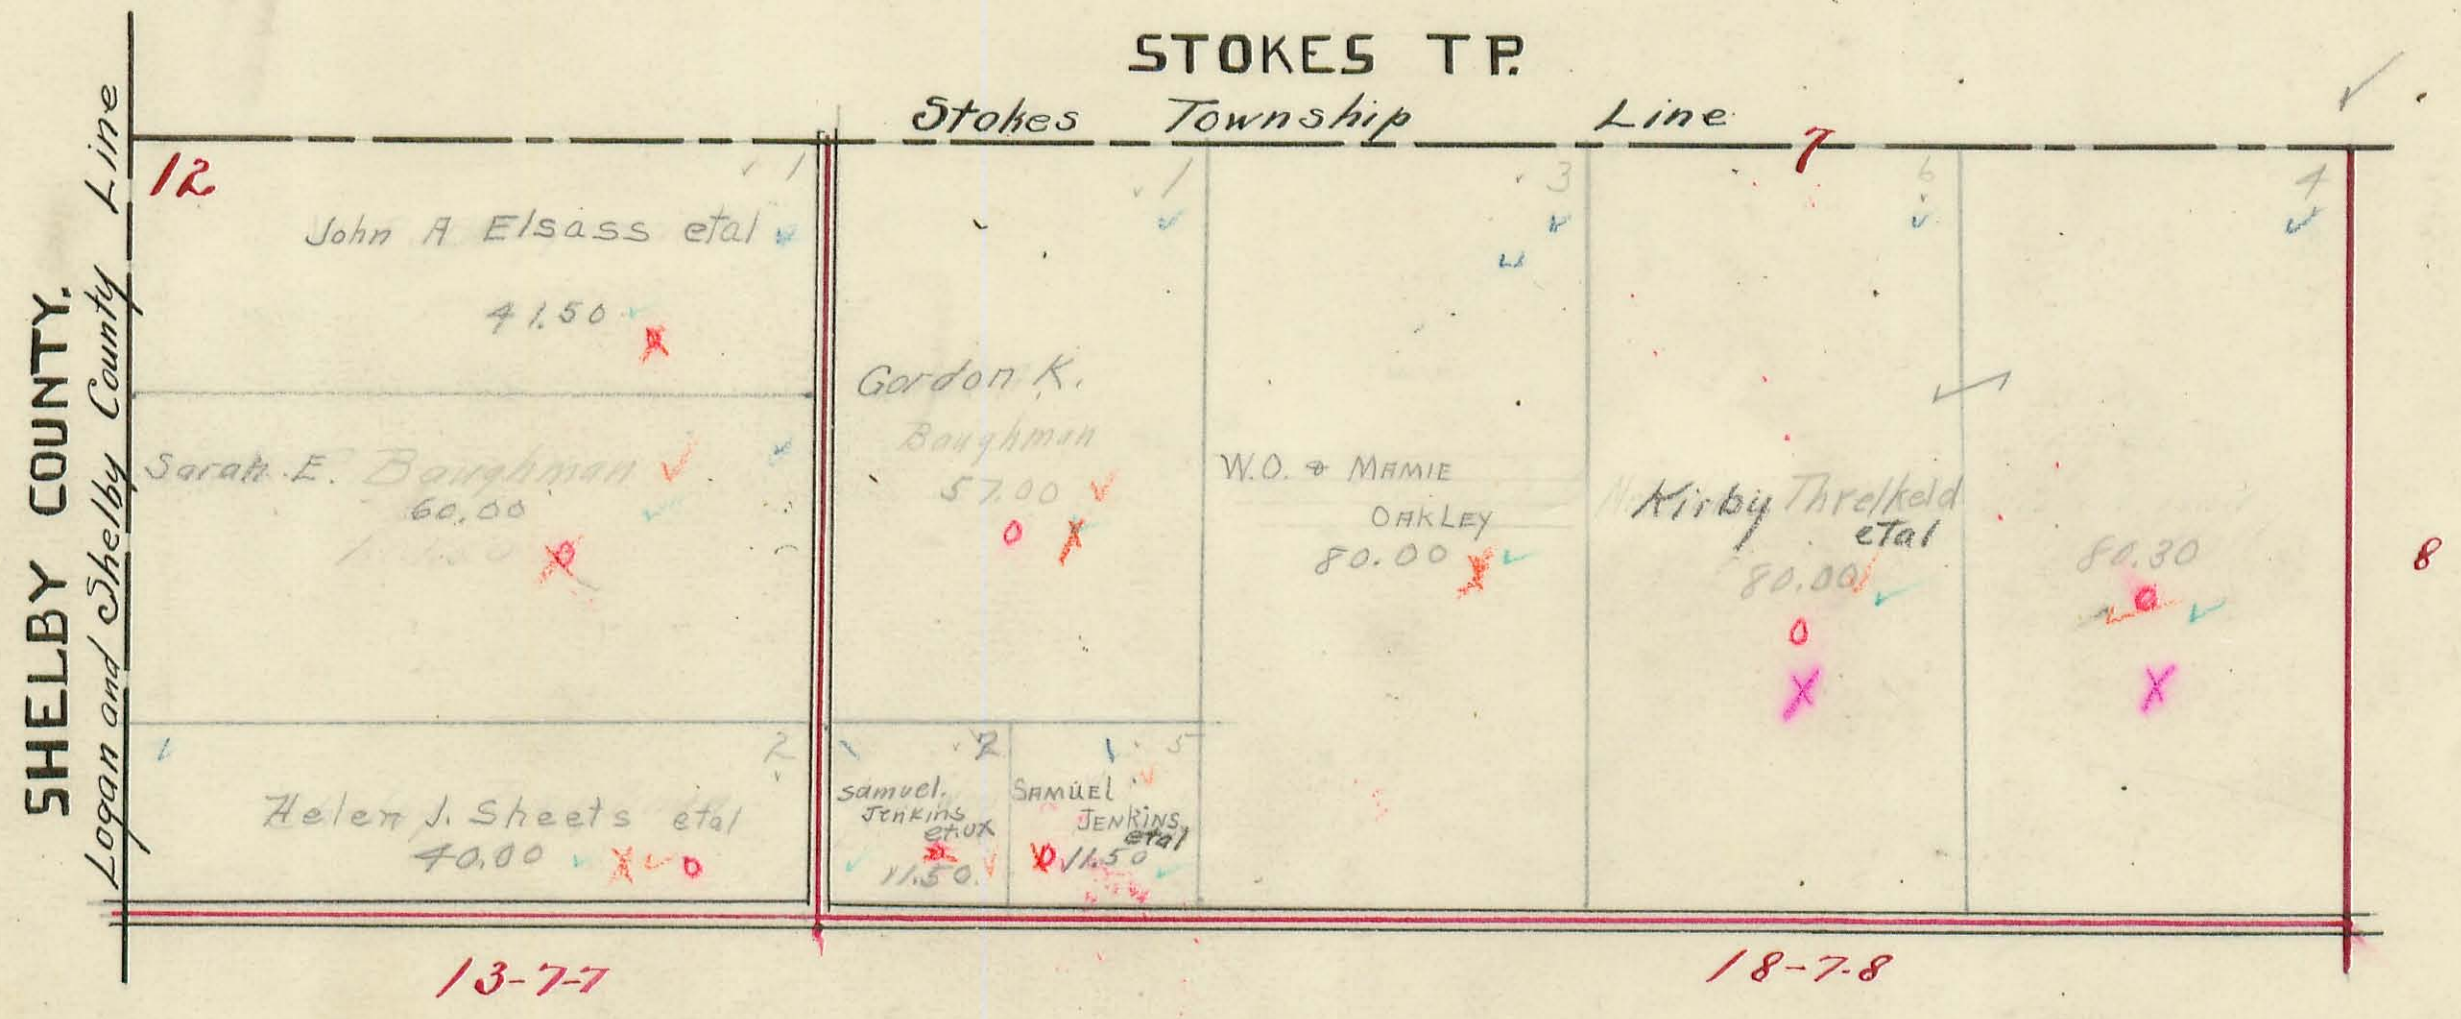 STOKES TP.
Stokes Township Line
SHELBY COUNTY.
Logan and Shelby County Line
12
1
John A Elsass etal
41.50
Sarah E. Baughman
60.00
2
Helen J. Sheets etal
40.00
7
1
Gordon K.
Baughman
57.00
2
Samuel.
Jenkins
et.ux
11.50
5
SAMUEL
JENKINS
etal
11.50
3
W.O. & MAMIE
OAKLEY
80.00
6
Kirby Threlkeld
etal
80.00
4
80.30
8
13-7-7
18-7-8